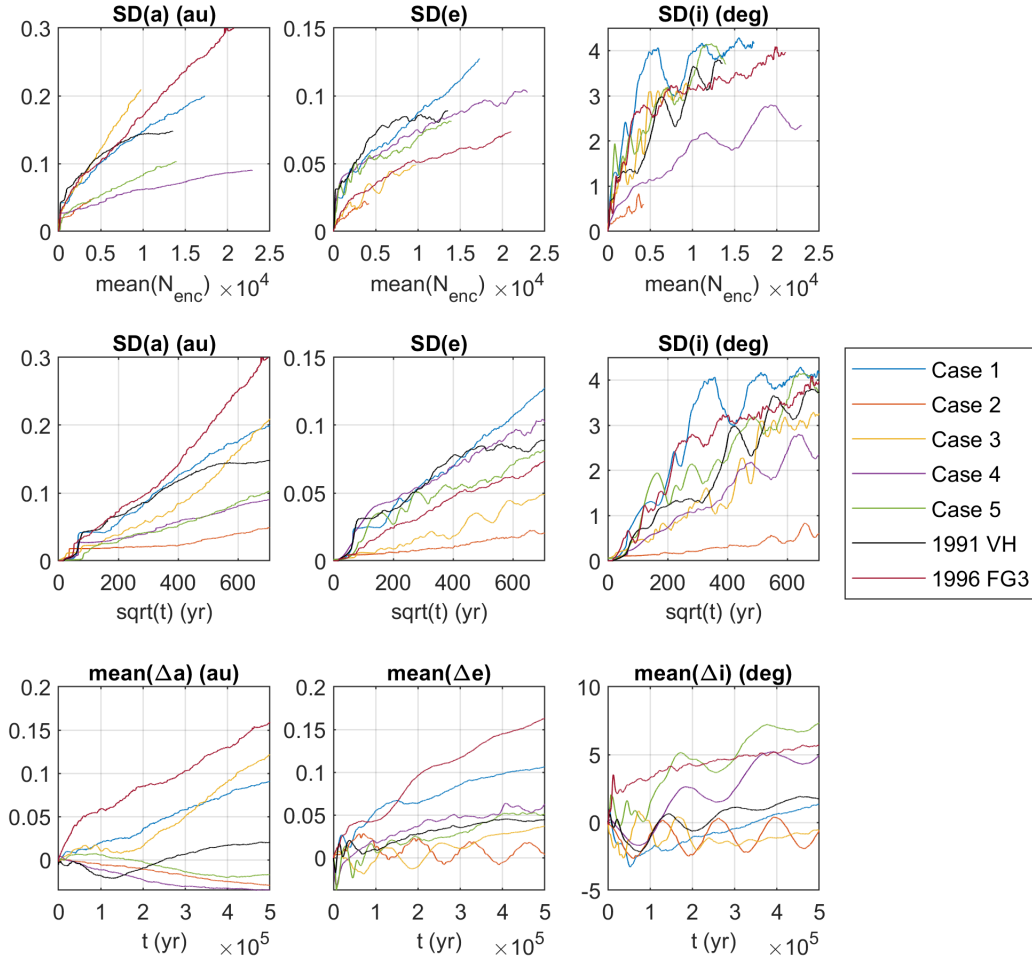 SD(a) (au) SD(e) SD(i) (deg)
0.3 0.15
4
0.2 0.1 3
2
0.1 0.05
1
0 0 0
0 0.5 1 1.5 2 2.5 0 0.5 1 1.5 2 2.5 0 0.5 1 1.5 2 2.5
mean(N_enc) ×10^4 mean(N_enc) ×10^4 mean(N_enc) ×10^4
SD(a) (au) SD(e) SD(i) (deg)
0.3 0.15
4
0.2 0.1 3
2
0.1 0.05
1
0 0 0
0 200 400 600 0 200 400 600 0 200 400 600
sqrt(t) (yr) sqrt(t) (yr) sqrt(t) (yr)
Case 1
Case 2
Case 3
Case 4
Case 5
1991 VH
1996 FG3
mean(Δa) (au) mean(Δe) mean(Δi) (deg)
0.2 0.2 10
0.15 0.15
5
0.1 0.1
0.05 0.05 0
0 0
-5
0 1 2 3 4 5 0 1 2 3 4 5 0 1 2 3 4 5
t (yr) ×10^5 t (yr) ×10^5 t (yr) ×10^5